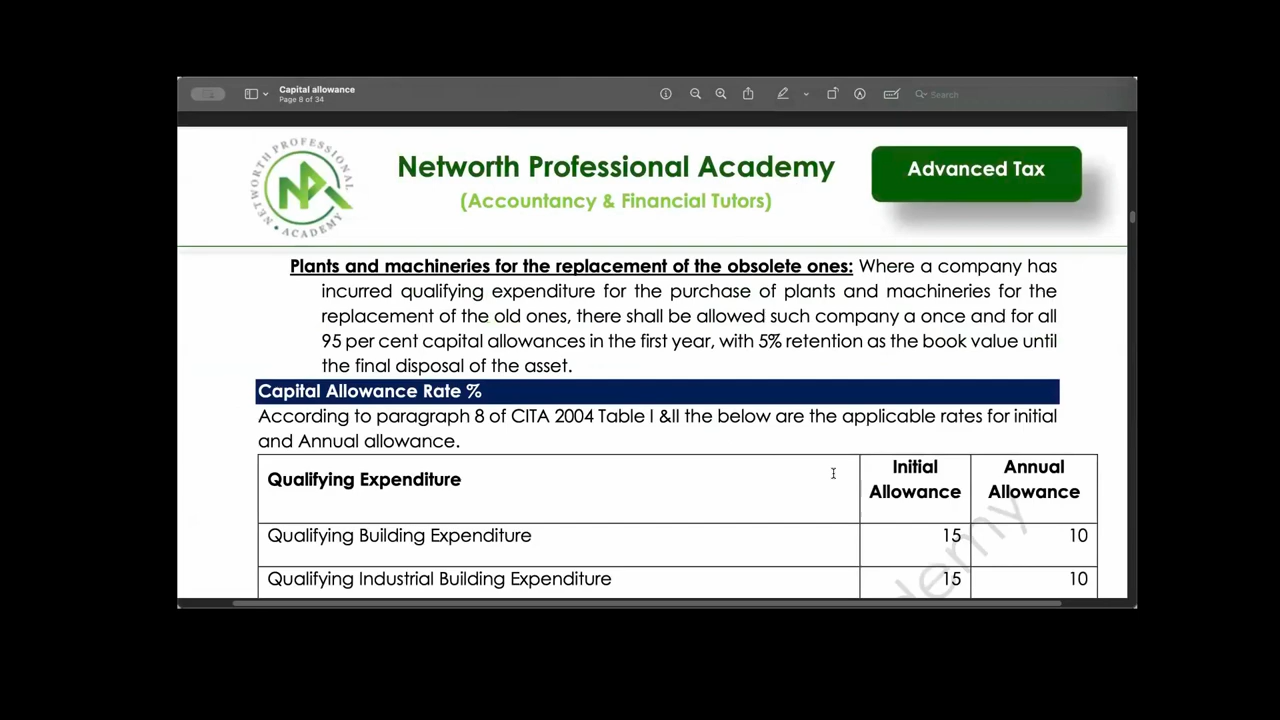 Capital allowance
Page 8 of 34
Search
NETWORTH PROFESSIONAL
ACADEMY
Networth Professional Academy
(Accountancy & Financial Tutors)
Advanced Tax
Plants and machineries for the replacement of the obsolete ones: Where a company has
incurred qualifying expenditure for the purchase of plants and machineries for the
replacement of the old ones, there shall be allowed such company a once and for all
95 per cent capital allowances in the first year, with 5% retention as the book value until
the final disposal of the asset.
Capital Allowance Rate %
According to paragraph 8 of CITA 2004 Table I &II the below are the applicable rates for initial
and Annual allowance.
Qualifying Expenditure
Initial
Allowance
Annual
Allowance
Qualifying Building Expenditure 15 10
Qualifying Industrial Building Expenditure 15 10
demy